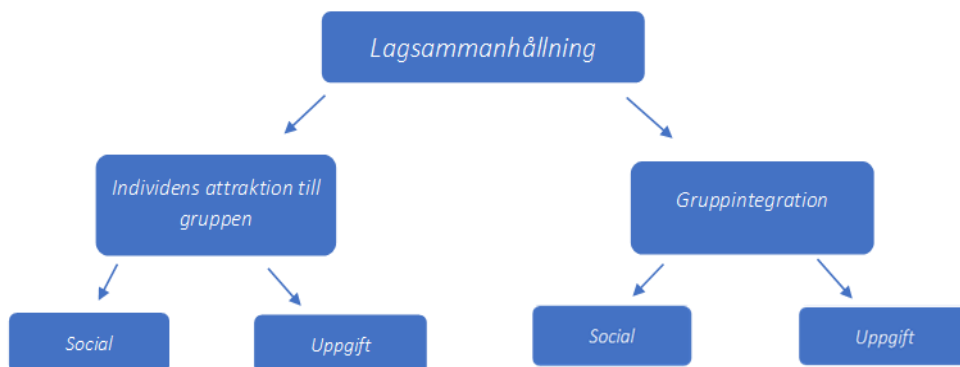 Lagsammanhållning
Individens attraktion till
gruppen
Gruppintegration
Social
Uppgift
Social
Uppgift